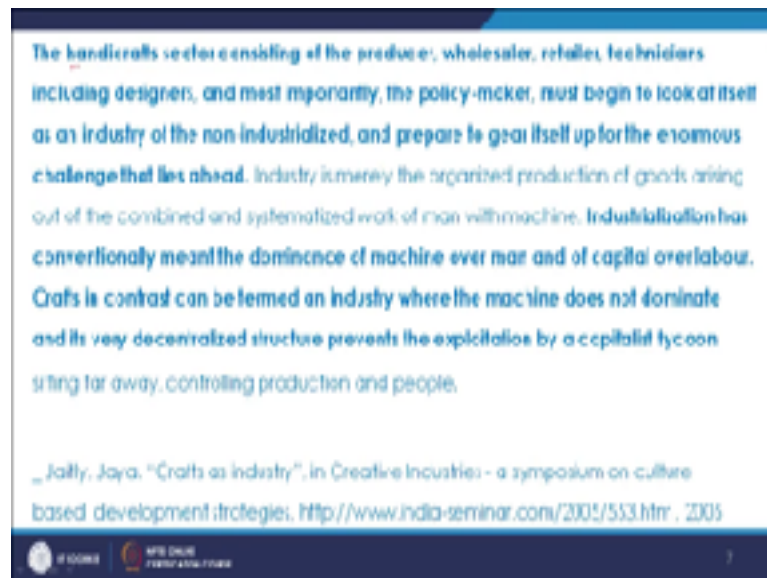 The handicrafts sector consisting of the producer, wholesaler, retailer, technicians
including designers, and most importantly, the policy-maker, must begin to look at itself
as an industry of the non-industrialized, and prepare to gear itself up for the enormous
challenge that lies ahead. Industry is merely the organized production of goods arising
out of the combined and systematized work of man with machine. Industrialization has
conventionally meant the dominance of machine over man and of capital over labour.
Crafts in contrast can be termed an industry where the machine does not dominate
and its very decentralized structure prevents the exploitation by a capitalist tycoon
sitting far away, controlling production and people.
_ Jaitly, Jaya. "Crafts as industry", in Creative Industries - a symposium on culture
based development strategies, http://www.india-seminar.com/2005/553.htm , 2005
IIT ROORKEE
NPTEL ONLINE
CERTIFICATION COURSE